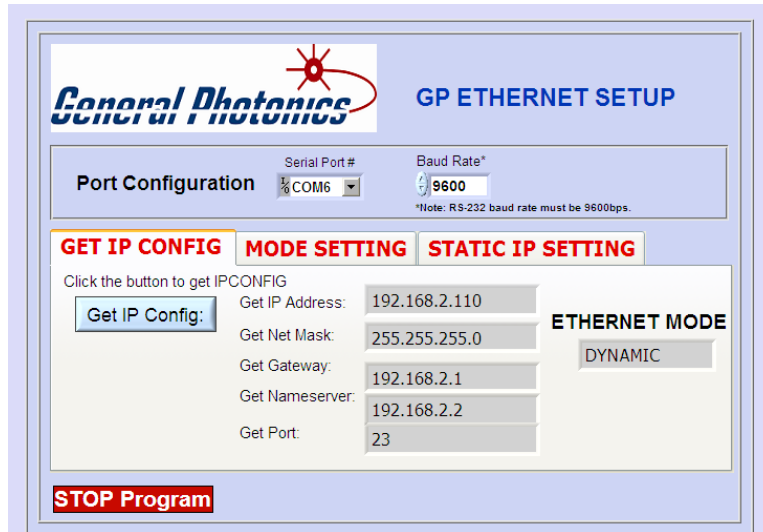 General Photonics
GP ETHERNET SETUP
Port Configuration
Serial Port #
COM6
Baud Rate*
9600
*Note: RS-232 baud rate must be 9600bps.
GET IP CONFIG
MODE SETTING
STATIC IP SETTING
Click the button to get IPCONFIG
Get IP Config:
Get IP Address:
192.168.2.110
Get Net Mask:
255.255.255.0
Get Gateway:
192.168.2.1
Get Nameserver:
192.168.2.2
Get Port:
23
ETHERNET MODE
DYNAMIC
STOP Program